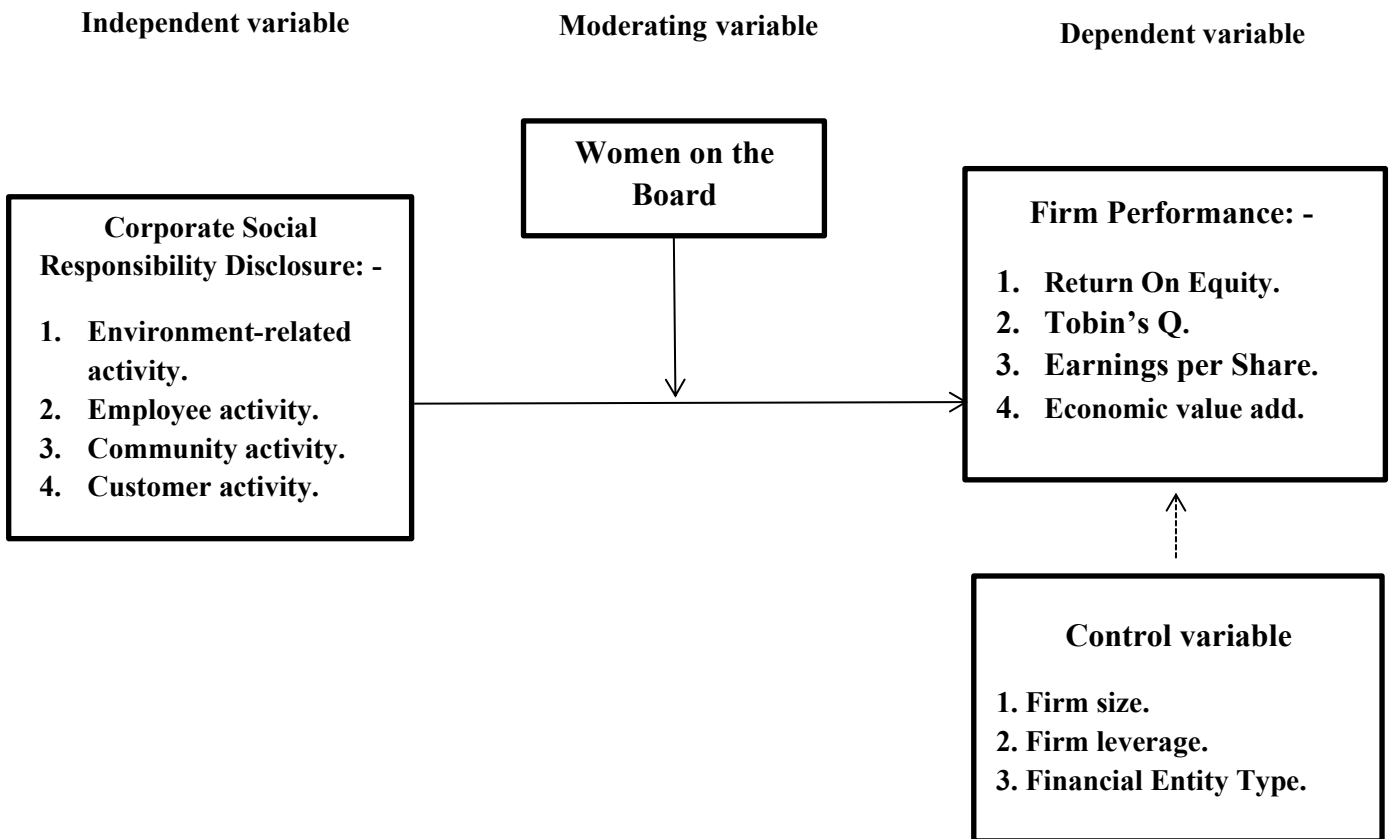 Independent variable
Moderating variable
Dependent variable
Women on the
Board
Corporate Social
Responsibility Disclosure: -
1. Environment-related
activity.
2. Employee activity.
3. Community activity.
4. Customer activity.
Firm Performance: -
1. Return On Equity.
2. Tobin’s Q.
3. Earnings per Share.
4. Economic value add.
Control variable
1. Firm size.
2. Firm leverage.
3. Financial Entity Type.